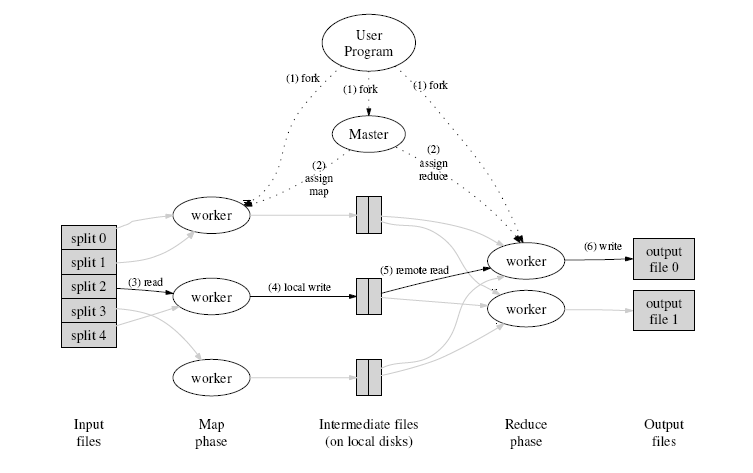 User
Program
(1) fork
(1) fork
(1) fork
Master
(2)
assign
map
(2)
assign
reduce
worker
split 0
split 1
split 2
split 3
split 4
(3) read
worker
(4) local write
(5) remote read
worker
(6) write
output
file 0
worker
output
file 1
worker
Input
files
Map
phase
Intermediate files
(on local disks)
Reduce
phase
Output
files